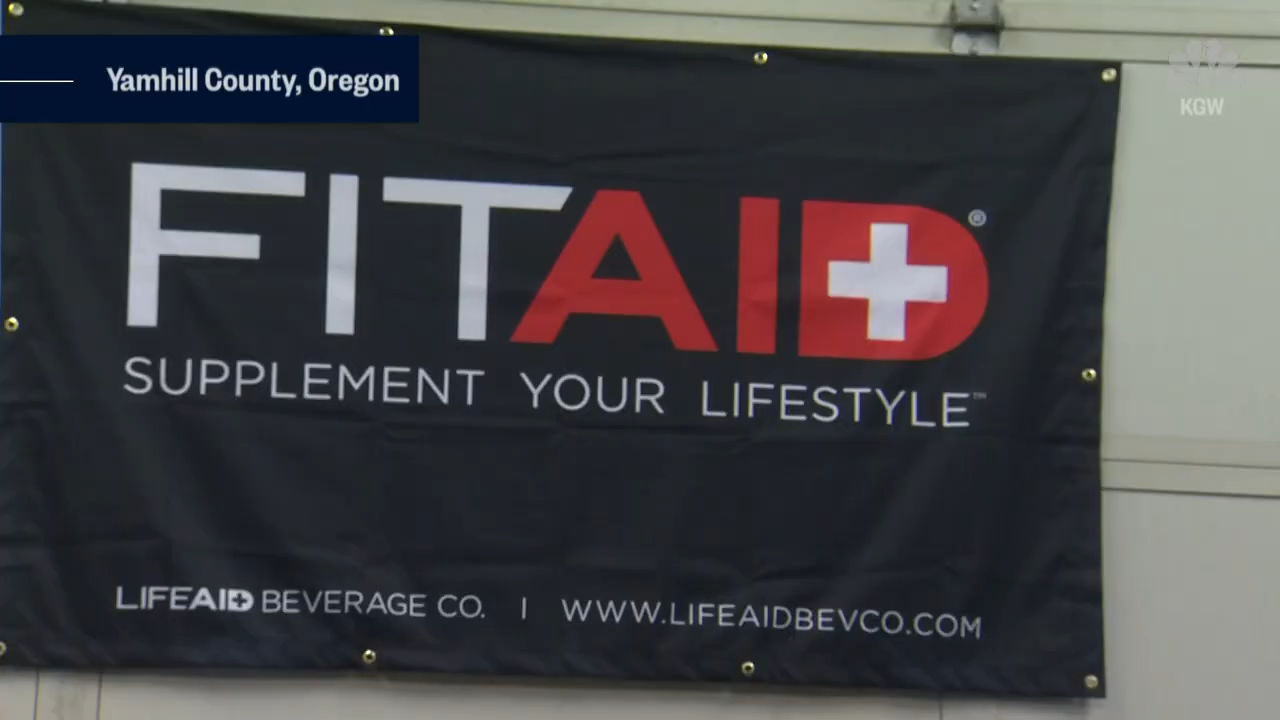 Yamhill County, Oregon
KGW
FITAID®
SUPPLEMENT YOUR LIFESTYLE™
LIFEAID BEVERAGE CO. | WWW.LIFEAIDBEVCO.COM